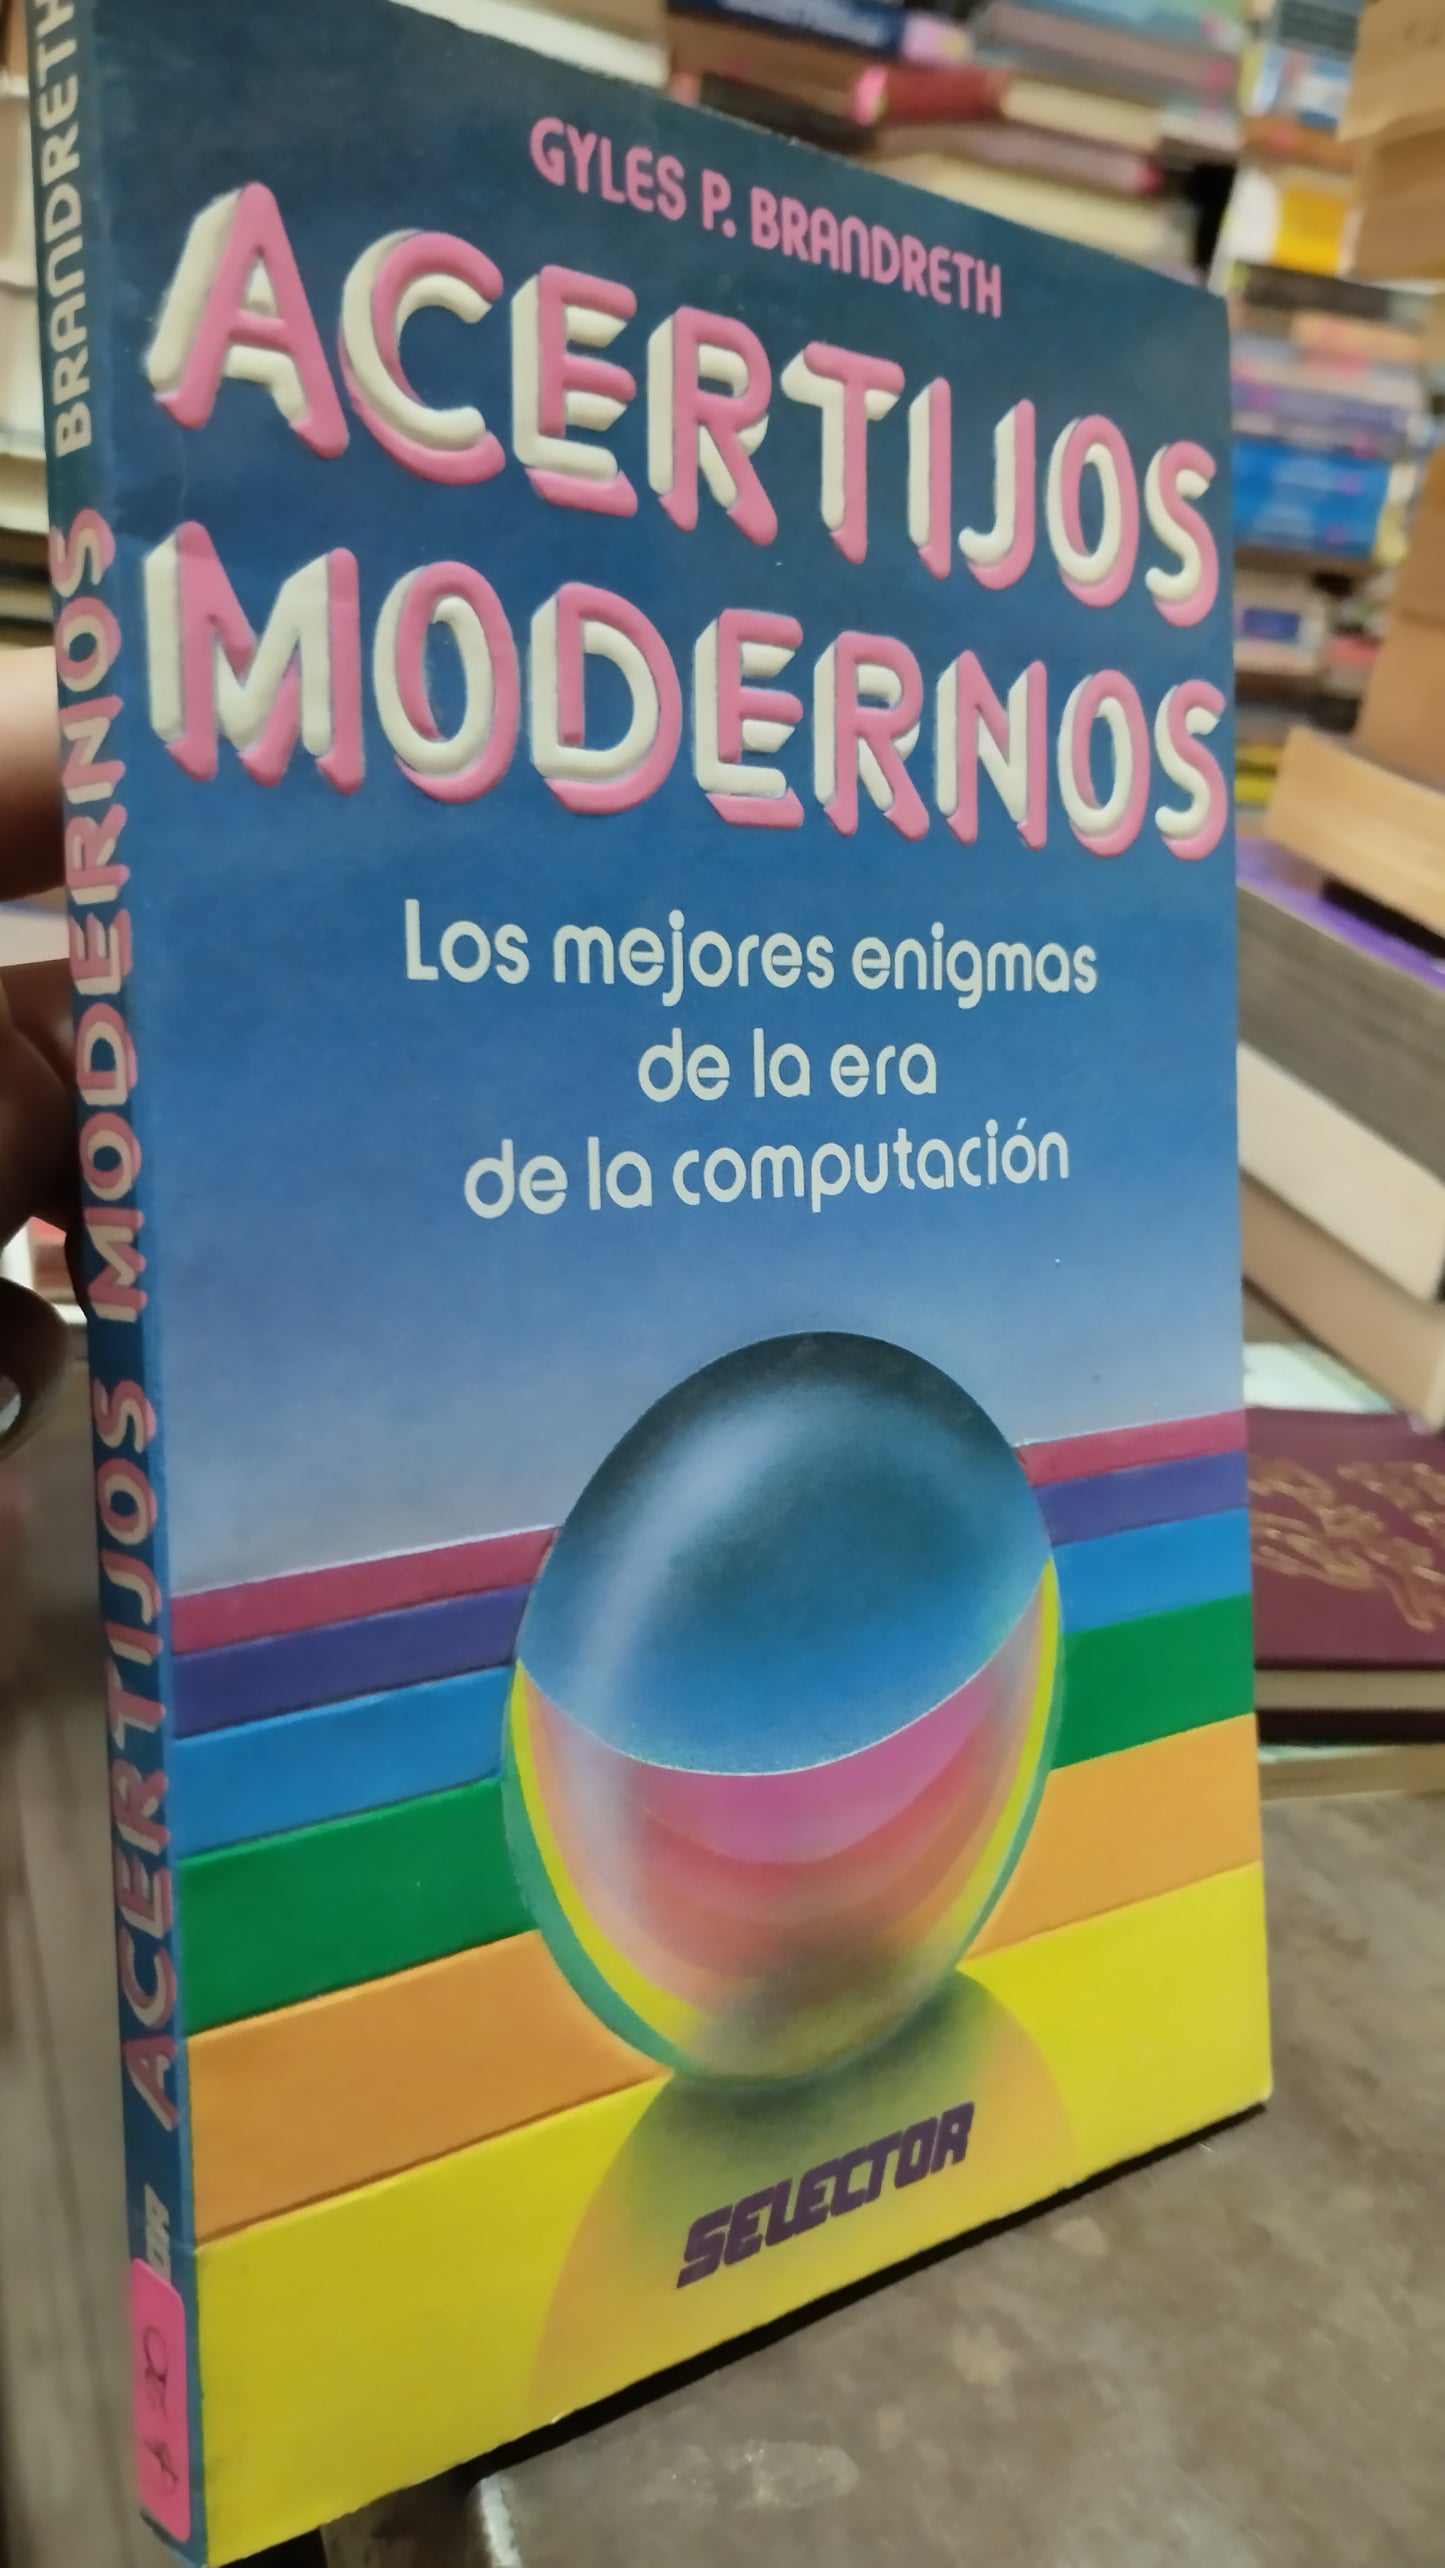 GYLES P. BRANDRETH
ACERTIJOS
MODERNOS
Los mejores enigmas
de la era
de la computación
SELECTOR
ACERTIJOS MODERNOS BRANDRETH